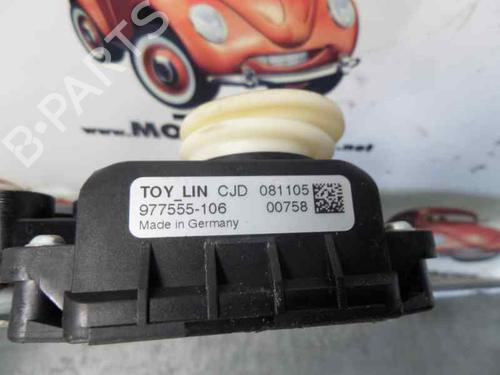 B-PARTS
www.Mo
TOY_LIN CJD 081105
977555-106 00758
Made in Germany